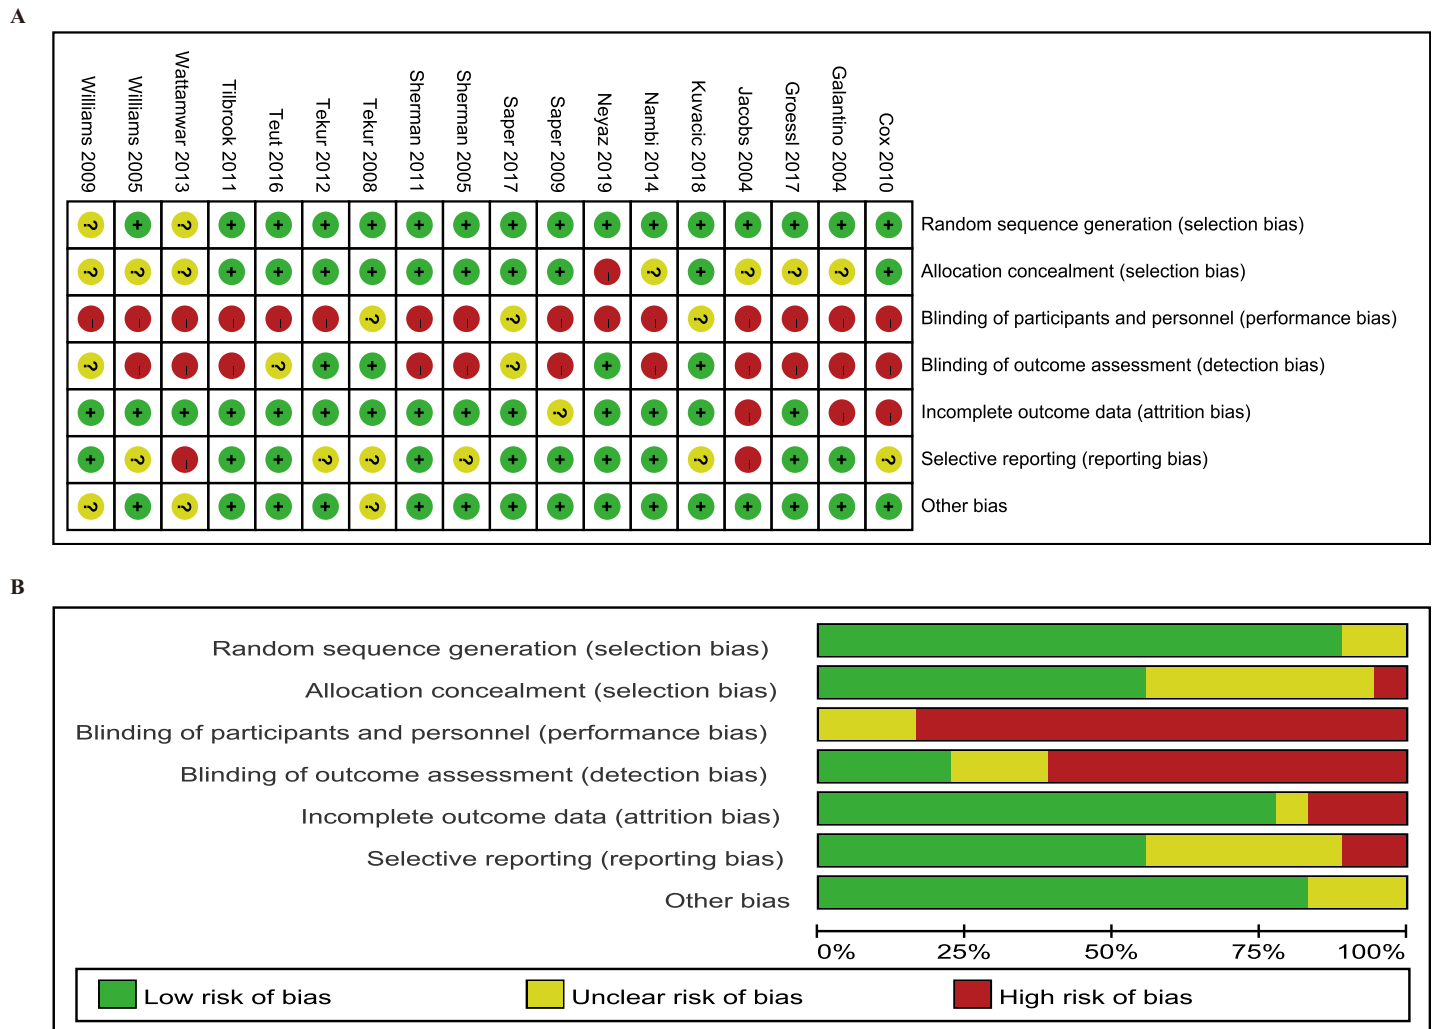 A
Williams 2009
Williams 2005
Wattamwar 2013
Tilbrook 2011
Teut 2016
Tekur 2012
Tekur 2008
Sherman 2011
Sherman 2005
Saper 2017
Saper 2009
Neyaz 2019
Nambi 2014
Kuvacic 2018
Jacobs 2004
Groessl 2017
Galantino 2004
Cox 2010
? + ? + + + + + + + + + + + + + + + Random sequence generation (selection bias)
? ? ? + + + + + + + + – ? + ? ? ? + Allocation concealment (selection bias)
– – – – – – ? – – ? – – – ? – – – – Blinding of participants and personnel (performance bias)
? – – – ? + + – – ? – + – + – – – – Blinding of outcome assessment (detection bias)
+ + + + + + + + + + ? + + + – + – – Incomplete outcome data (attrition bias)
+ ? – + + ? ? + ? + + + + ? – + + ? Selective reporting (reporting bias)
? + ? + + + ? + + + + + + + + + + + Other bias
B
Random sequence generation (selection bias)
Allocation concealment (selection bias)
Blinding of participants and personnel (performance bias)
Blinding of outcome assessment (detection bias)
Incomplete outcome data (attrition bias)
Selective reporting (reporting bias)
Other bias
0% 25% 50% 75% 100%
Low risk of bias Unclear risk of bias High risk of bias